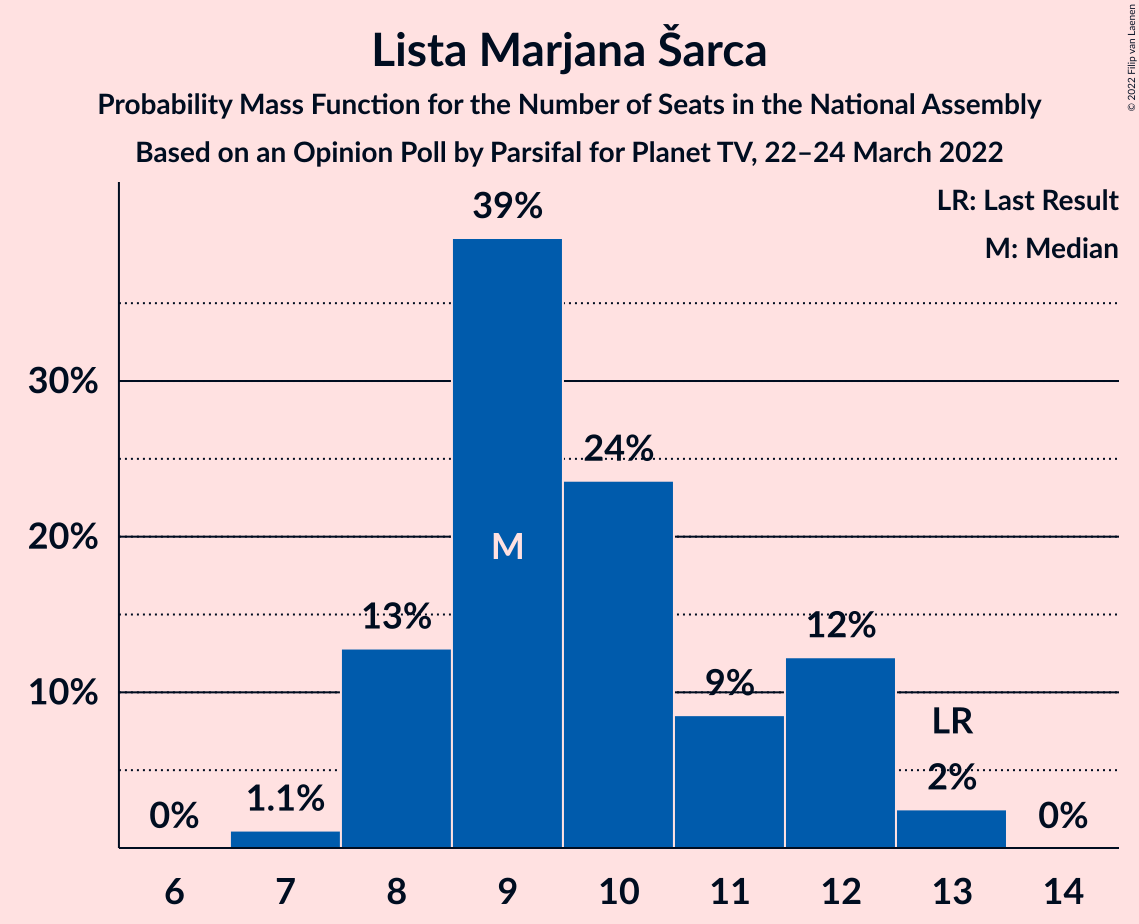 Lista Marjana Šarca
Probability Mass Function for the Number of Seats in the National Assembly
Based on an Opinion Poll by Parsifal for Planet TV, 22–24 March 2022
© 2022 Filip van Laenen
LR: Last Result
M: Median
39%
30%
24%
20%
M
13%
12%
10%
9%
LR
2%
1.1%
0%
0%
6 7 8 9 10 11 12 13 14